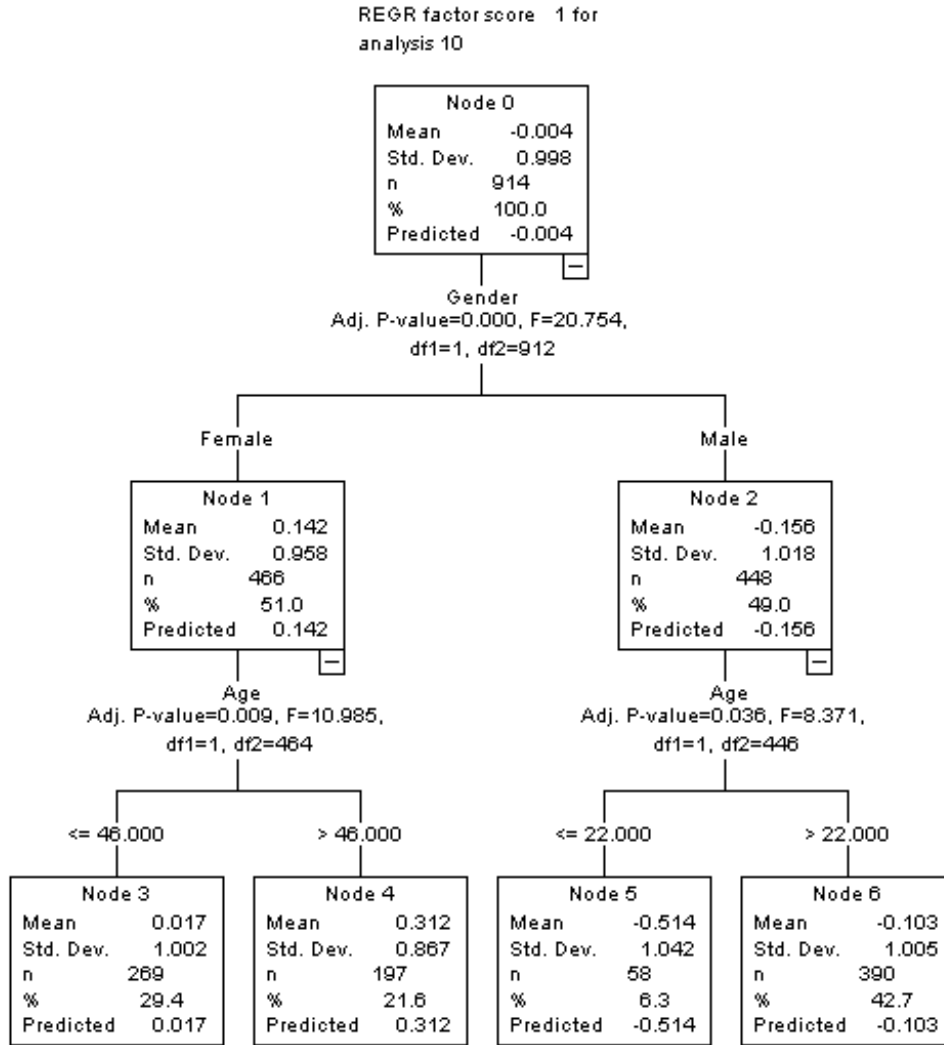 REGR factor score 1 for
analysis 10
Node 0
Mean -0.004
Std. Dev. 0.998
n 914
% 100.0
Predicted -0.004
Gender
Adj. P-value=0.000, F=20.754,
df1=1, df2=912
Female
Male
Node 1
Mean 0.142
Std. Dev. 0.958
n 466
% 51.0
Predicted 0.142
Node 2
Mean -0.156
Std. Dev. 1.018
n 448
% 49.0
Predicted -0.156
Age
Adj. P-value=0.009, F=10.985,
df1=1, df2=464
Age
Adj. P-value=0.036, F=8.371,
df1=1, df2=446
<= 46.000
> 46.000
<= 22.000
> 22.000
Node 3
Mean 0.017
Std. Dev. 1.002
n 269
% 29.4
Predicted 0.017
Node 4
Mean 0.312
Std. Dev. 0.867
n 197
% 21.6
Predicted 0.312
Node 5
Mean -0.514
Std. Dev. 1.042
n 58
% 6.3
Predicted -0.514
Node 6
Mean -0.103
Std. Dev. 1.005
n 390
% 42.7
Predicted -0.103